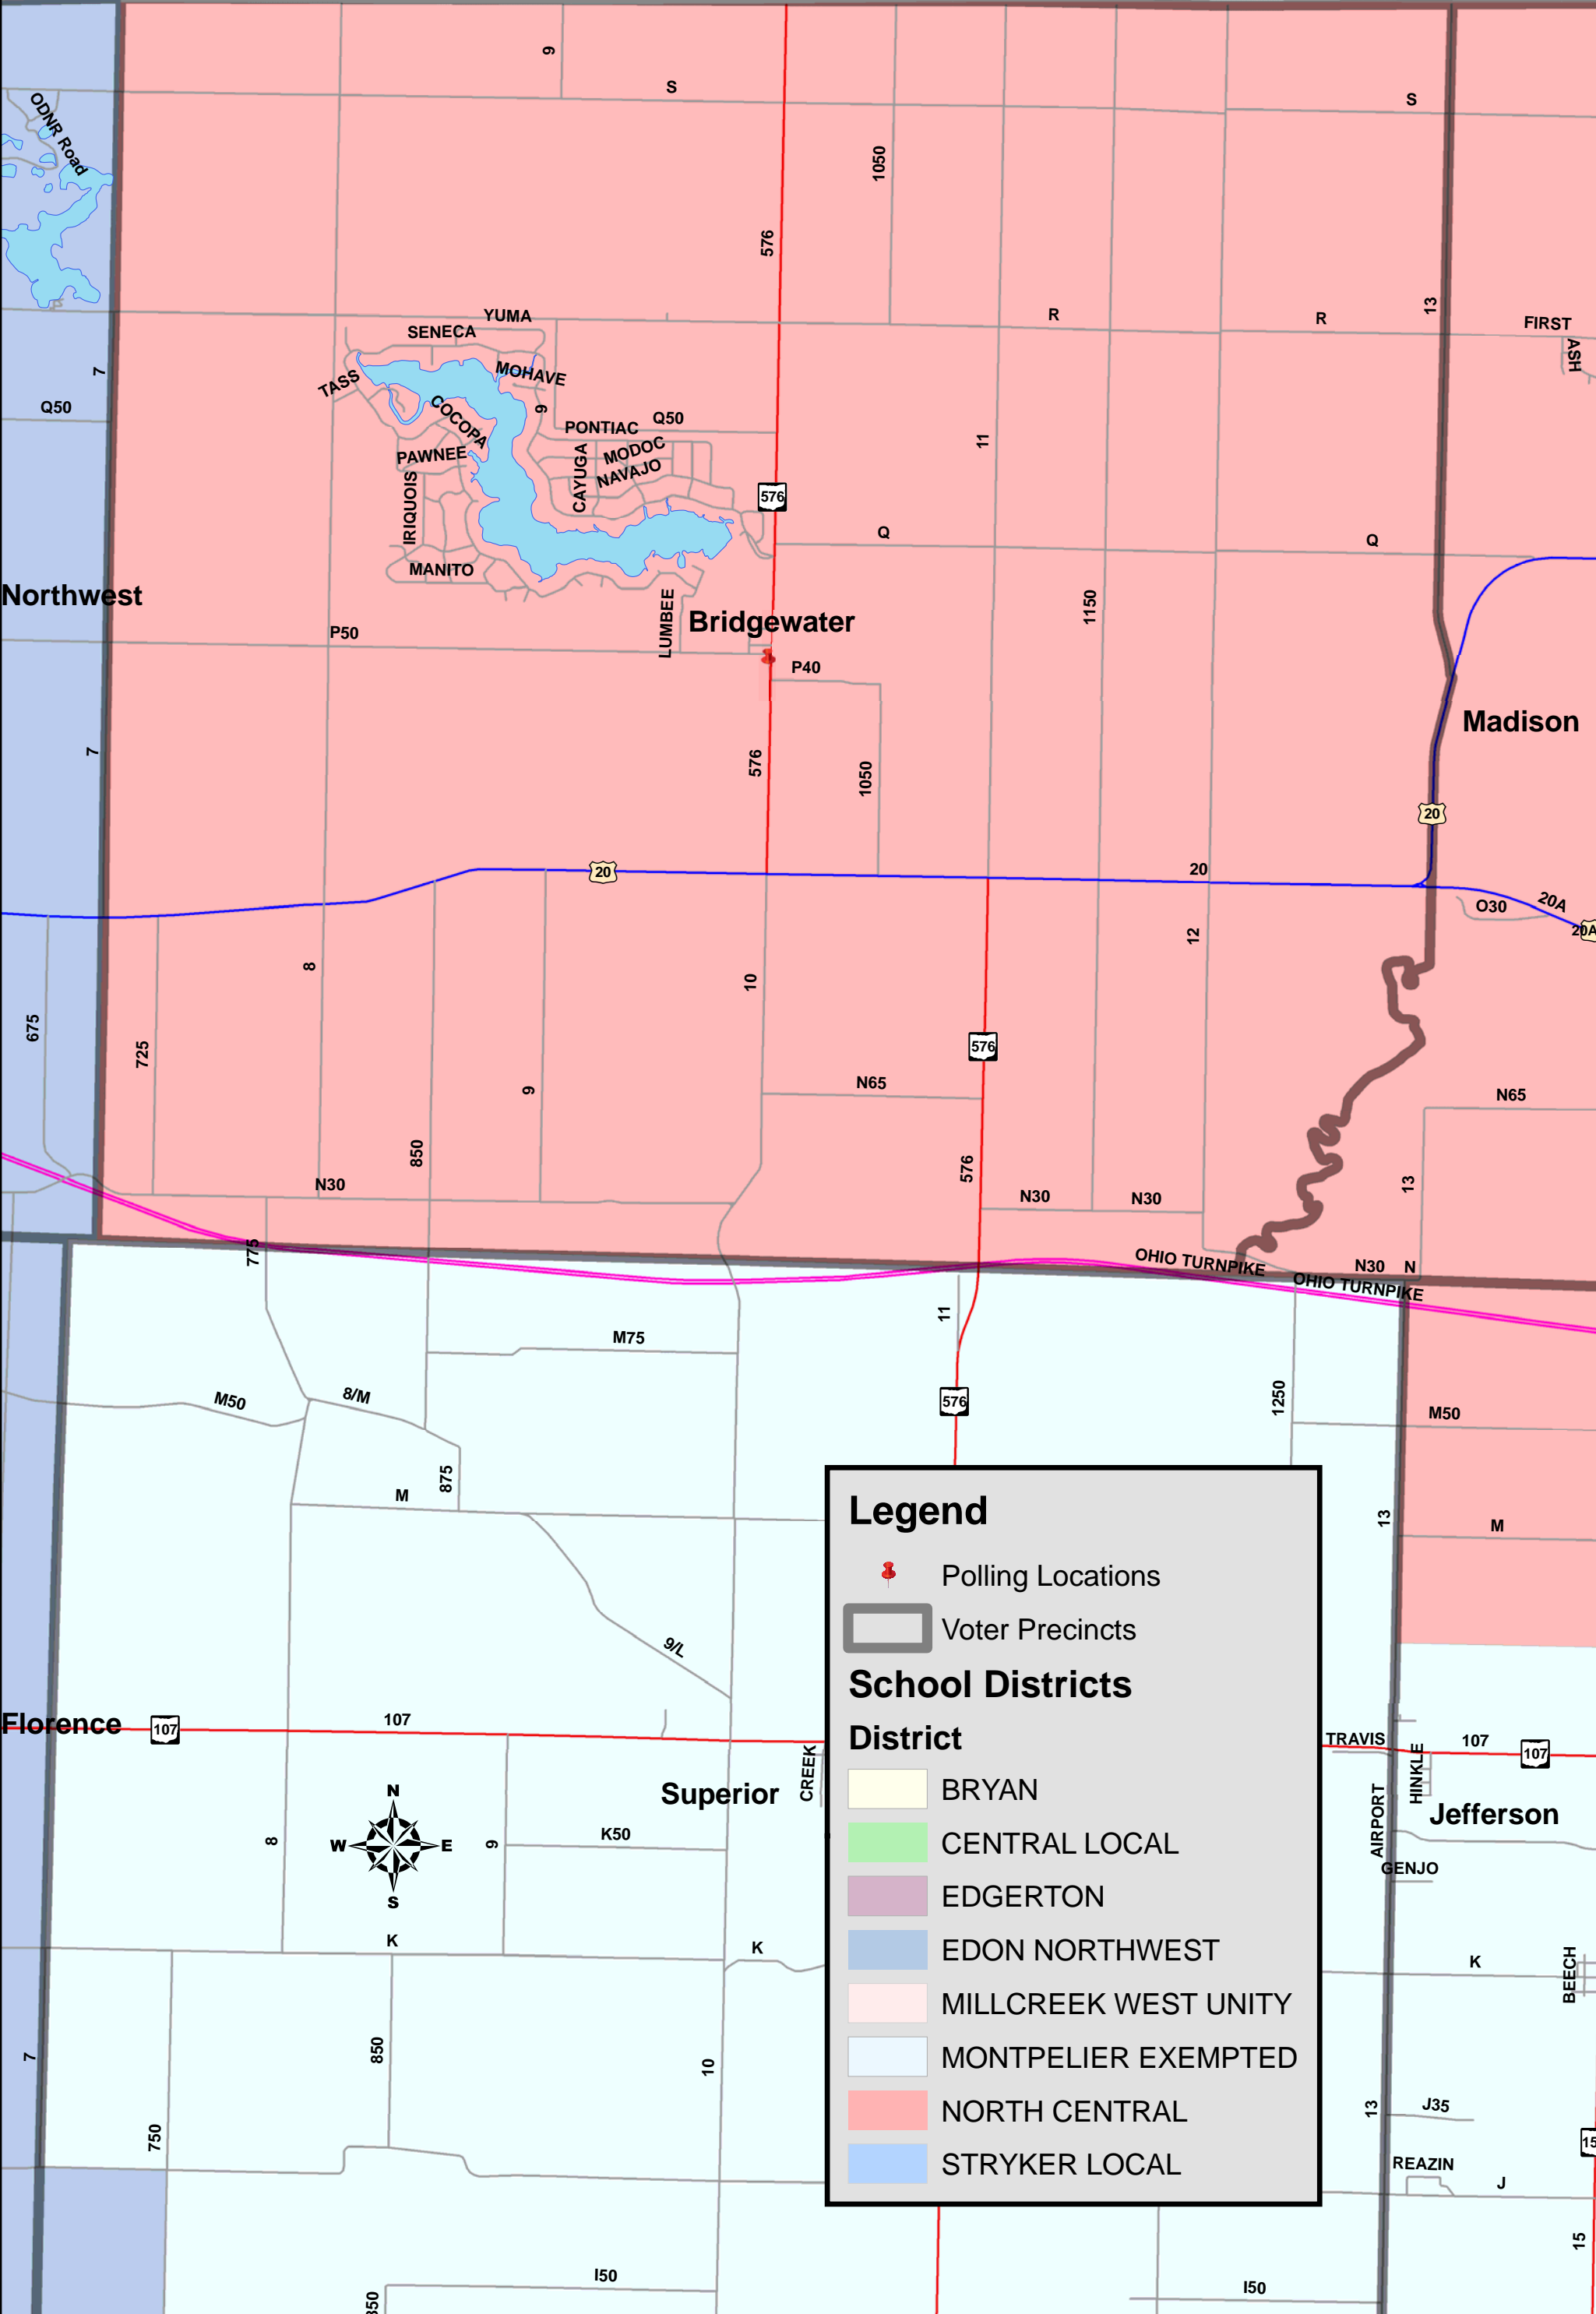 9
S
S
ODNR Road
1050
576
13
YUMA
R
R
FIRST
SENECA
ASH
7
MOHAVE
TASS
Q50
COCOPA
9
Q50
PONTIAC
11
MODOC
PAWNEE
NAVAJO
CAYUGA
576
IRIQUOIS
Q
Q
MANITO
Northwest
1150
LUMBEE
Bridgewater
P50
P40
Madison
7
576
1050
20
20
20
20A
O30
20A
12
8
10
675
725
576
9
N65
N65
850
576
13
N30
N30
N30
775
OHIO TURNPIKE
N30
N
OHIO TURNPIKE
11
M75
8/M
M50
576
1250
M50
875
M
13
M
Legend
Polling Locations
Voter Precincts
School Districts
District
BRYAN
CENTRAL LOCAL
EDGERTON
EDON NORTHWEST
MILLCREEK WEST UNITY
MONTPELIER EXEMPTED
NORTH CENTRAL
STRYKER LOCAL
9/L
Florence
107
107
TRAVIS
107
107
HINKLE
CREEK
Superior
N
W
E
S
AIRPORT
Jefferson
8
9
K50
GENJO
K
K
K
BEECH
7
850
10
750
13
J35
15
REAZIN
J
15
I50
I50